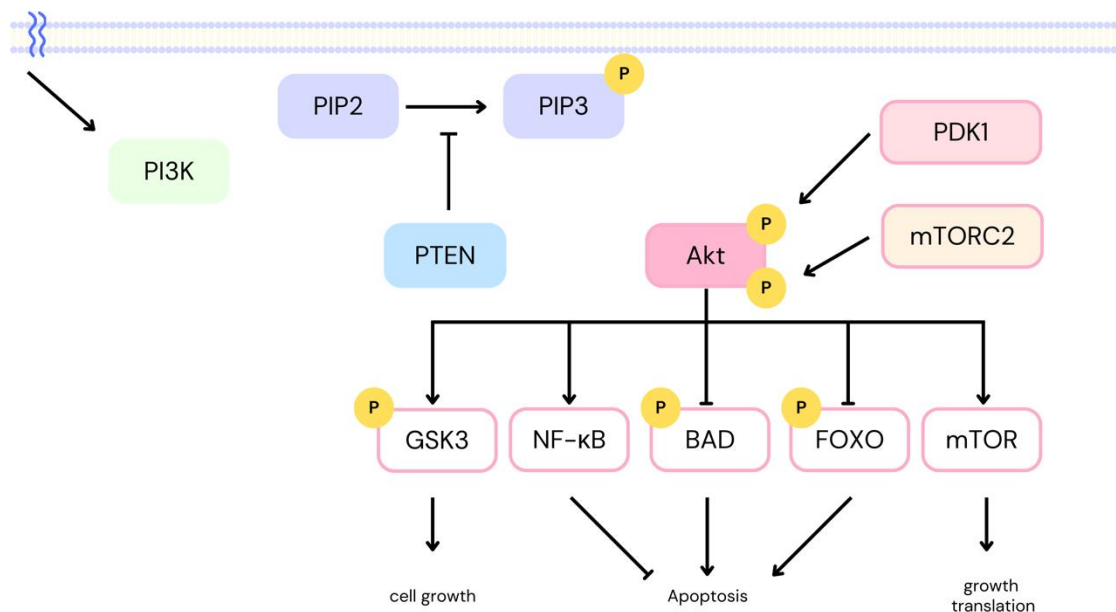 P
PIP2
PIP3
PDK1
PI3K
P
mTORC2
PTEN
Akt
P
P
P
P
GSK3
NF-κB
BAD
FOXO
mTOR
cell growth
Apoptosis
growth
translation